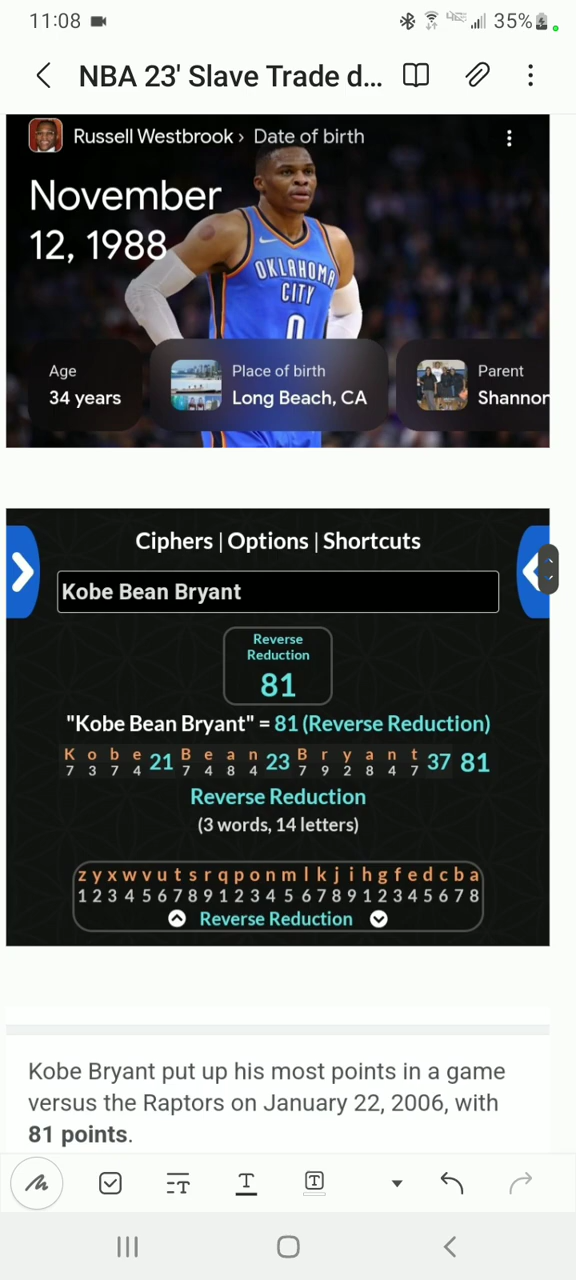 11:08 35%
NBA 23' Slave Trade d...
Russell Westbrook › Date of birth
November
12, 1988
OKLAHOMA
CITY
0
Age Place of birth Parent
34 years Long Beach, CA Shannon
Ciphers | Options | Shortcuts
Kobe Bean Bryant
Reverse
Reduction
81
"Kobe Bean Bryant" = 81 (Reverse Reduction)
K o b e 21 B e a n 23 B r y a n t 37 81
7 3 7 4 7 4 8 4 7 9 2 8 4 7
Reverse Reduction
(3 words, 14 letters)
z y x w v u t s r q p o n m l k j i h g f e d c b a
1 2 3 4 5 6 7 8 9 1 2 3 4 5 6 7 8 9 1 2 3 4 5 6 7 8
Reverse Reduction
Kobe Bryant put up his most points in a game
versus the Raptors on January 22, 2006, with
81 points.